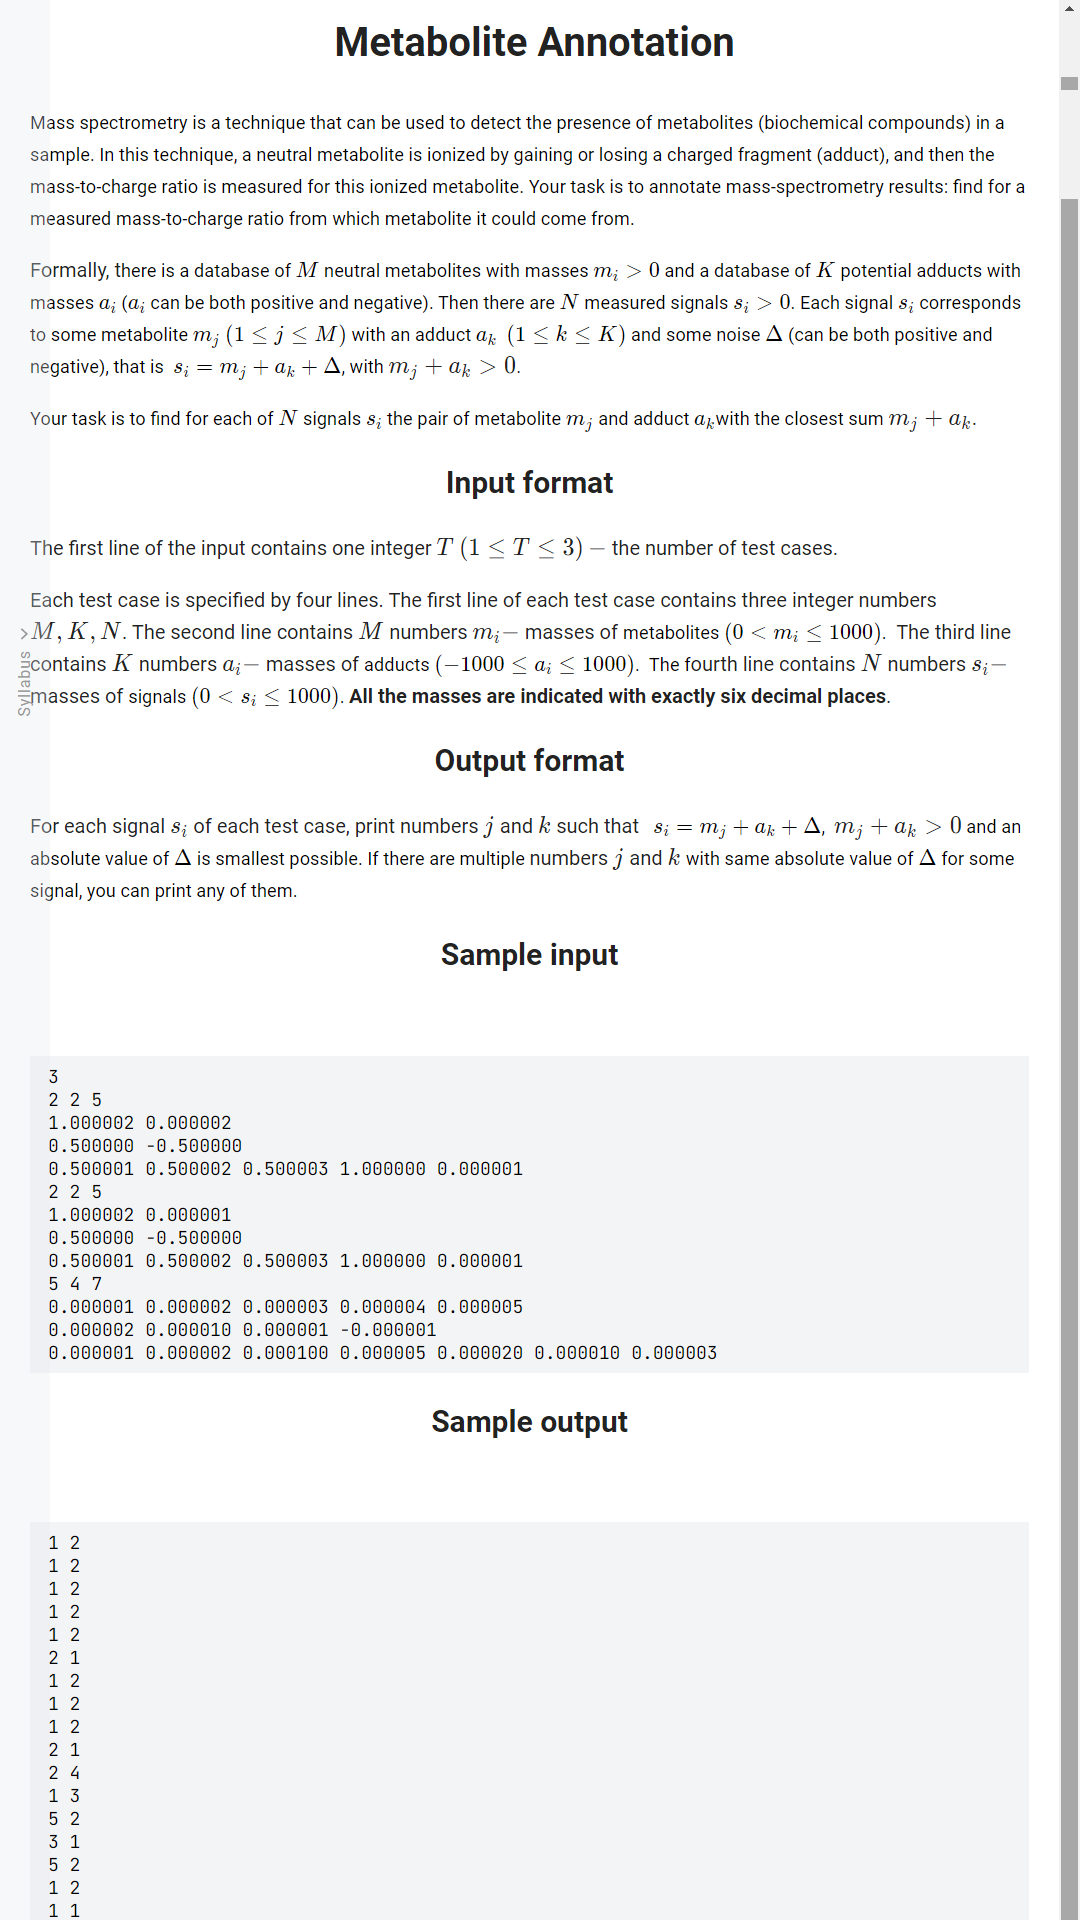 Metabolite Annotation
Mass spectrometry is a technique that can be used to detect the presence of metabolites (biochemical compounds) in a
sample. In this technique, a neutral metabolite is ionized by gaining or losing a charged fragment (adduct), and then the
mass-to-charge ratio is measured for this ionized metabolite. Your task is to annotate mass-spectrometry results: find for a
measured mass-to-charge ratio from which metabolite it could come from.
Formally, there is a database of M neutral metabolites with masses m_i > 0 and a database of K potential adducts with
masses a_i (a_i can be both positive and negative). Then there are N measured signals s_i > 0. Each signal s_i corresponds
to some metabolite m_j (1 ≤ j ≤ M) with an adduct a_k (1 ≤ k ≤ K) and some noise Δ (can be both positive and
negative), that is s_i = m_j + a_k + Δ, with m_j + a_k > 0.
Your task is to find for each of N signals s_i the pair of metabolite m_j and adduct a_kwith the closest sum m_j + a_k.
Input format
The first line of the input contains one integer T (1 ≤ T ≤ 3) – the number of test cases.
Each test case is specified by four lines. The first line of each test case contains three integer numbers
M, K, N. The second line contains M numbers m_i— masses of metabolites (0 < m_i ≤ 1000). The third line
contains K numbers a_i— masses of adducts (−1000 ≤ a_i ≤ 1000). The fourth line contains N numbers s_i—
masses of signals (0 < s_i ≤ 1000). All the masses are indicated with exactly six decimal places.
Syllabus
Output format
For each signal s_i of each test case, print numbers j and k such that s_i = m_j + a_k + Δ, m_j + a_k > 0 and an
absolute value of Δ is smallest possible. If there are multiple numbers j and k with same absolute value of Δ for some
signal, you can print any of them.
Sample input
3
2 2 5
1.000002 0.000002
0.500000 -0.500000
0.500001 0.500002 0.500003 1.000000 0.000001
2 2 5
1.000002 0.000001
0.500000 -0.500000
0.500001 0.500002 0.500003 1.000000 0.000001
5 4 7
0.000001 0.000002 0.000003 0.000004 0.000005
0.000002 0.000010 0.000001 -0.000001
0.000001 0.000002 0.000100 0.000005 0.000020 0.000010 0.000003
Sample output
1 2
1 2
1 2
1 2
1 2
2 1
1 2
1 2
1 2
2 1
2 4
1 3
5 2
3 1
5 2
1 2
1 1